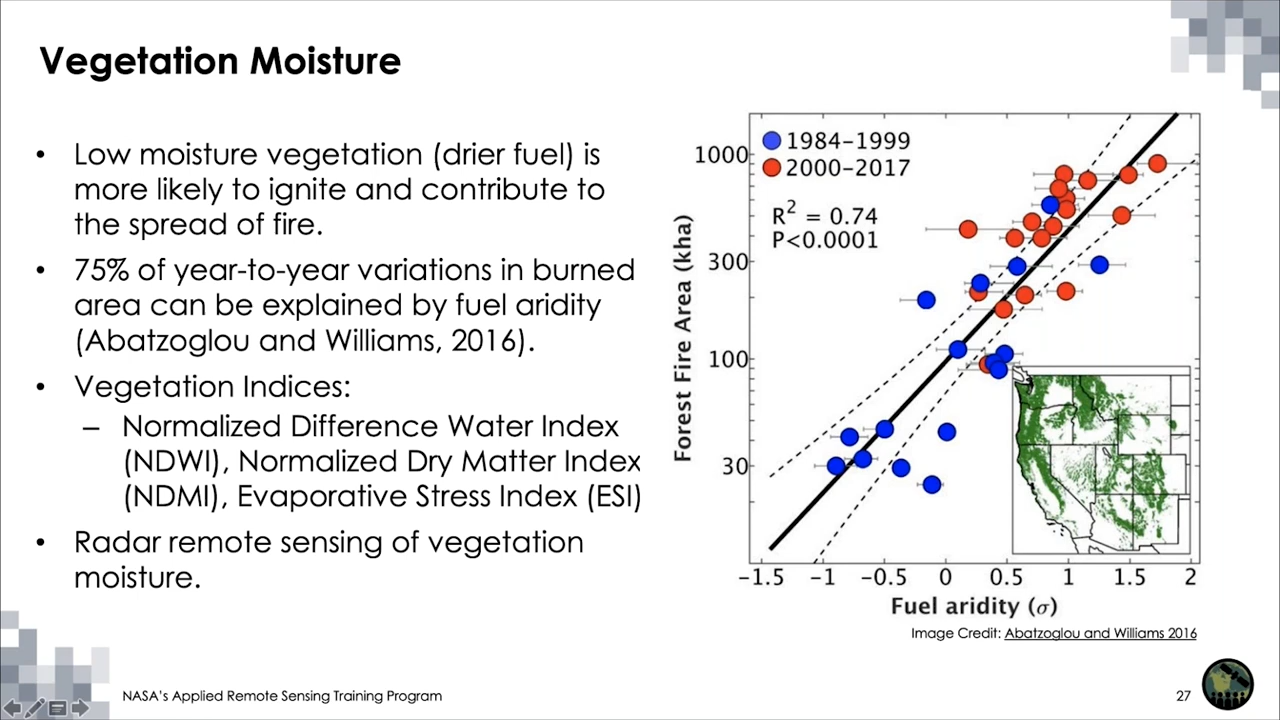 Vegetation Moisture
• Low moisture vegetation (drier fuel) is
more likely to ignite and contribute to
the spread of fire.
• 75% of year-to-year variations in burned
area can be explained by fuel aridity
(Abatzoglou and Williams, 2016).
• Vegetation Indices:
– Normalized Difference Water Index
(NDWI), Normalized Dry Matter Index
(NDMI), Evaporative Stress Index (ESI)
• Radar remote sensing of vegetation
moisture.
1984–1999
2000–2017
R² = 0.74
P<0.0001
Forest Fire Area (kha)
1000
300
100
30
−1.5 −1 −0.5 0 0.5 1 1.5 2
Fuel aridity (σ)
Image Credit: Abatzoglou and Williams 2016
NASA's Applied Remote Sensing Training Program
27